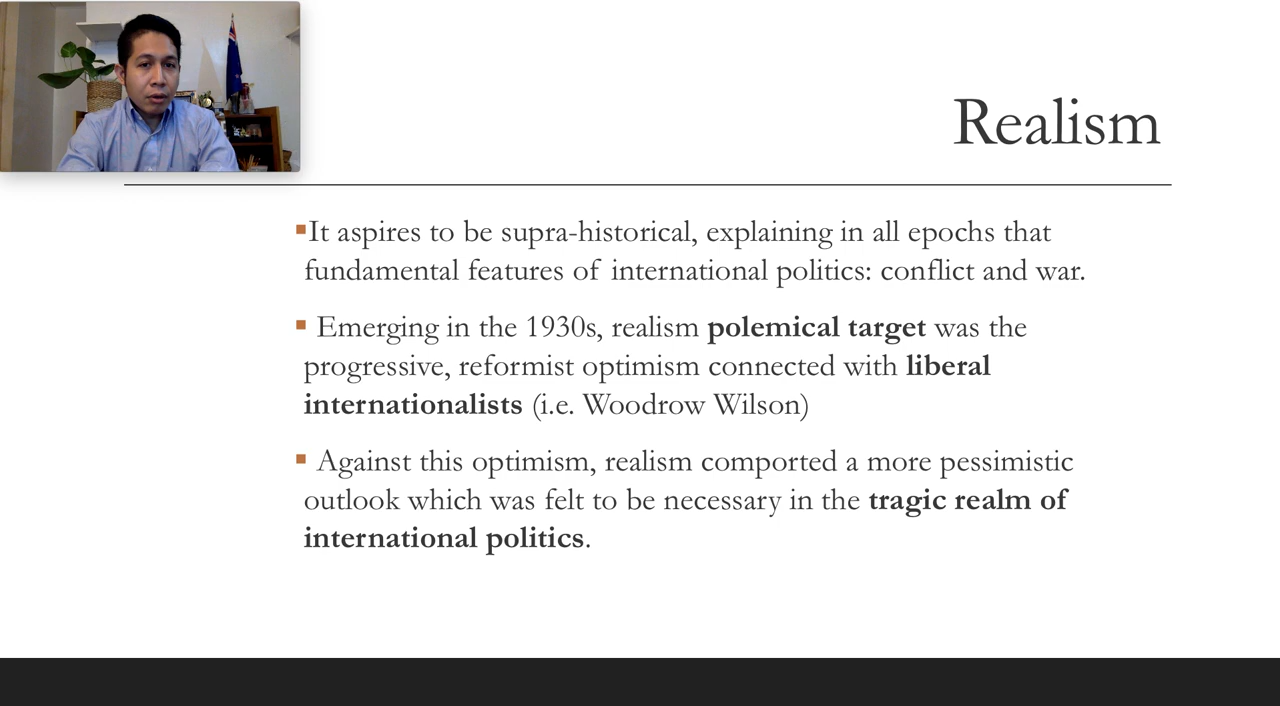 Realism
▪It aspires to be supra-historical, explaining in all epochs that
fundamental features of international politics: conflict and war.
▪ Emerging in the 1930s, realism polemical target was the
progressive, reformist optimism connected with liberal
internationalists (i.e. Woodrow Wilson)
▪ Against this optimism, realism comported a more pessimistic
outlook which was felt to be necessary in the tragic realm of
international politics.